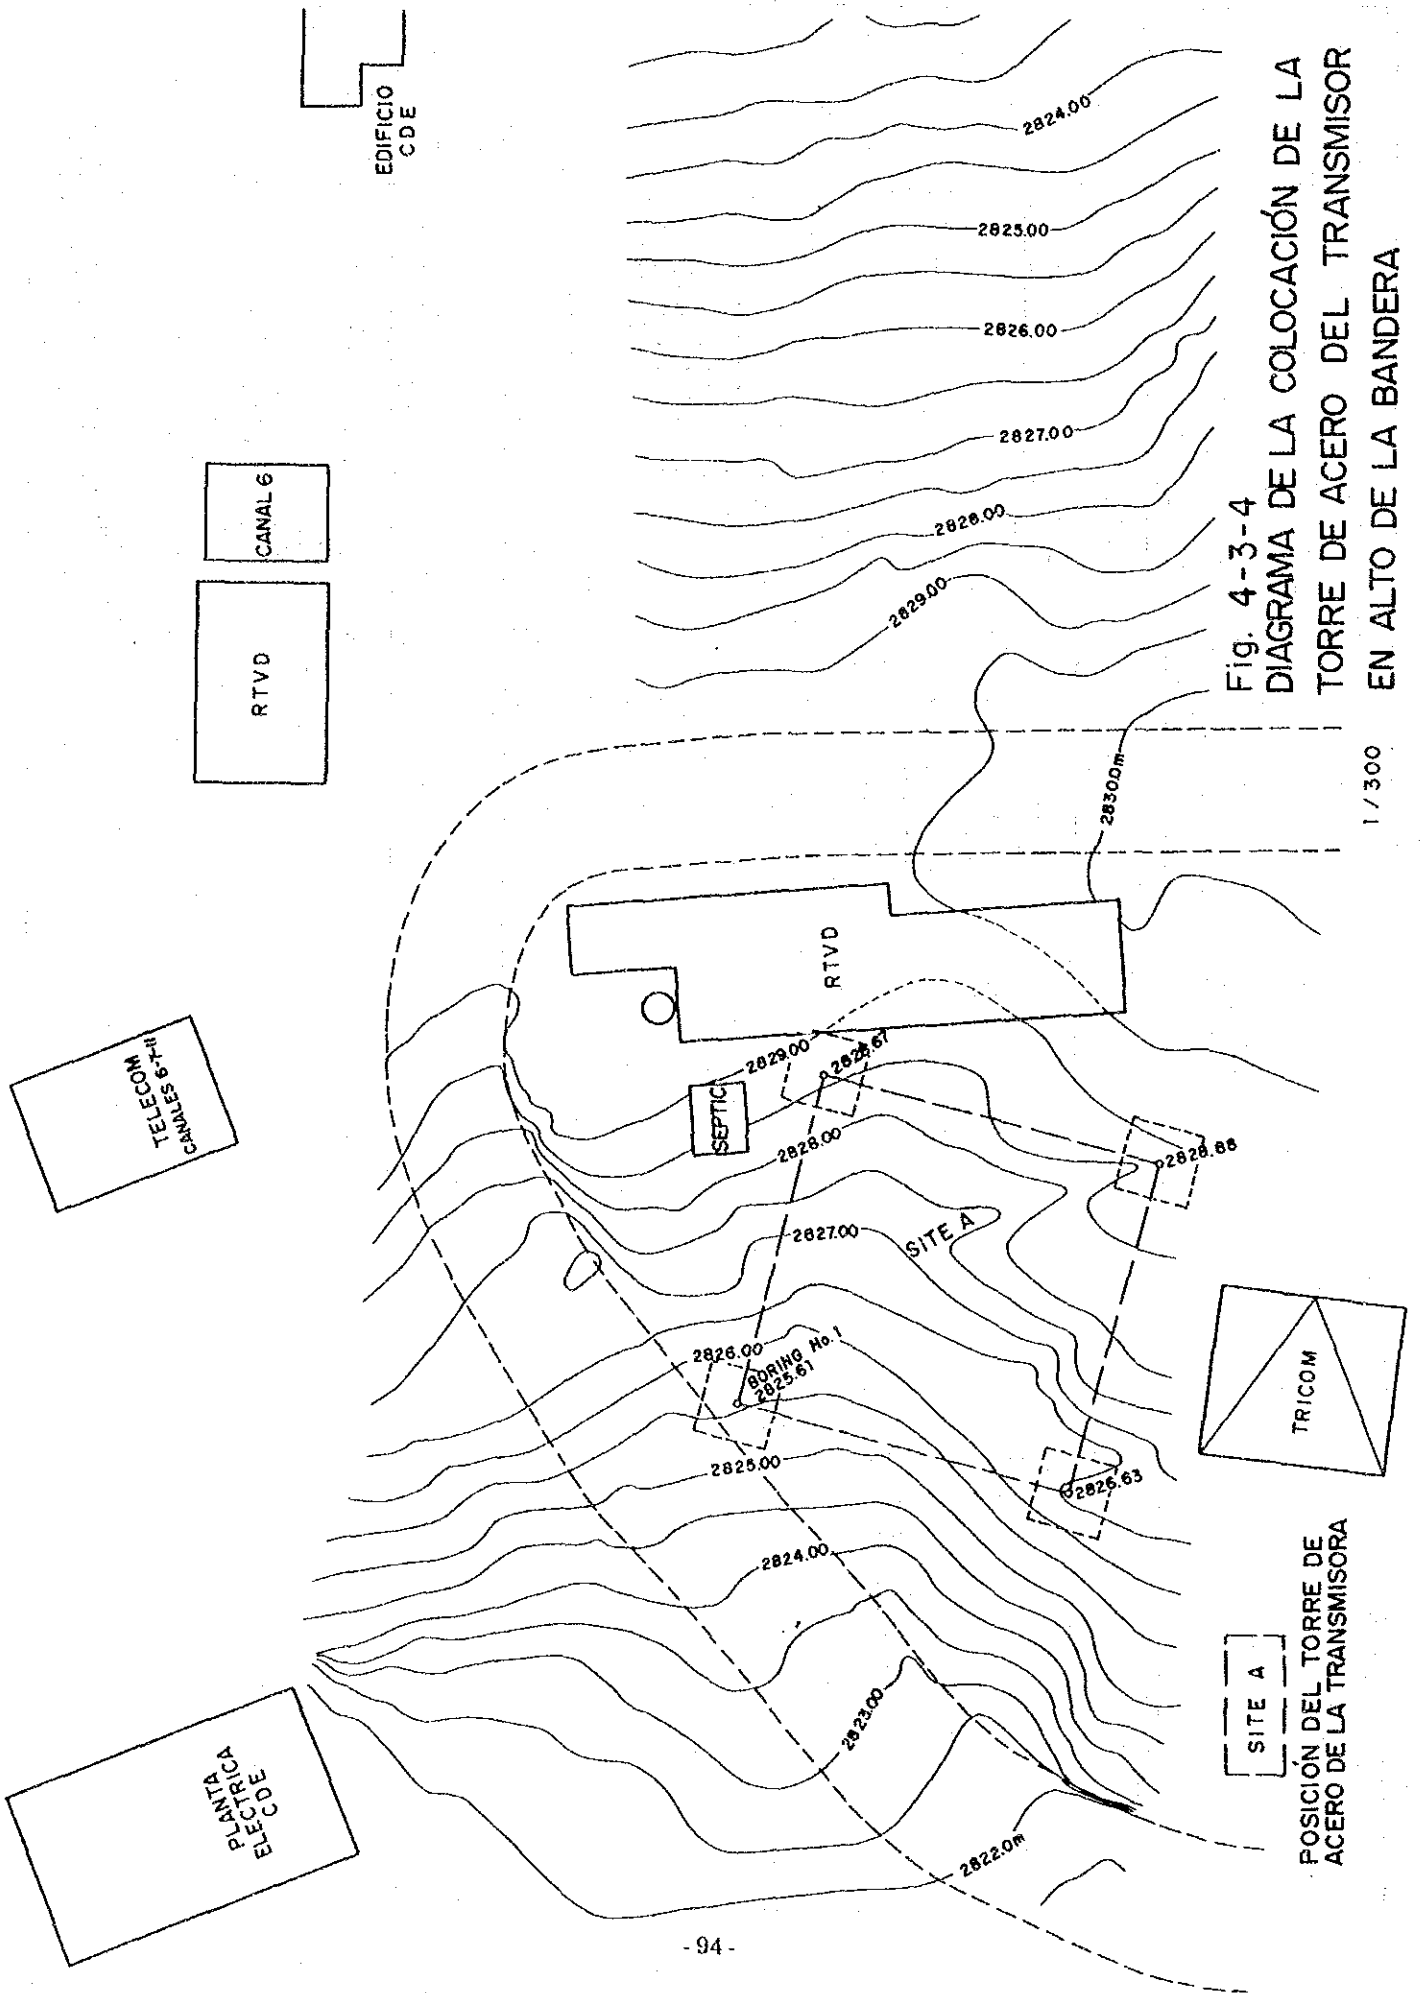 EDIFICIO
CDE
CANAL 6
RTVD
TELECOM
CANALES 6-7-11
PLANTA
ELECTRICA
CDE
2824.00
2825.00
2826.00
2827.00
2828.00
2829.00
2830.0m
RTVD
SEPTIC
2829.00
2828.67
2828.00
2828.88
2827.00
SITE A
2826.00
BORING No.1
2825.61
2825.00
2826.63
2824.00
2823.00
2822.0m
TRICOM
SITE A
POSICIÓN DEL TORRE DE
ACERO DE LA TRANSMISORA
Fig. 4-3-4
DIAGRAMA DE LA COLOCACIÓN DE LA
TORRE DE ACERO DEL TRANSMISOR
EN ALTO DE LA BANDERA
1/300
- 94 -